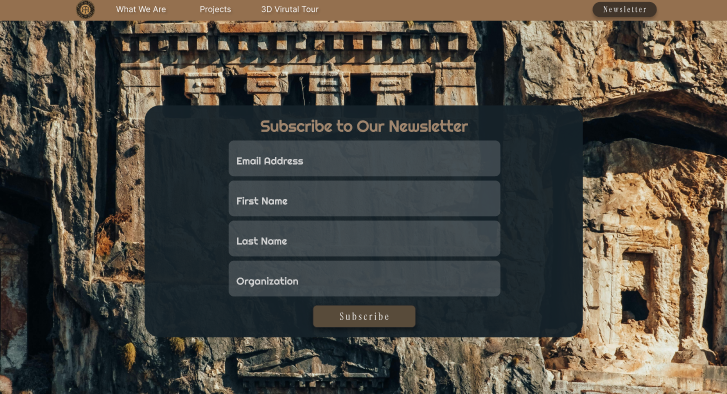 What We Are
Projects
3D Virutal Tour
Newsletter
Subscribe to Our Newsletter
Email Address
First Name
Last Name
Organization
Subscribe